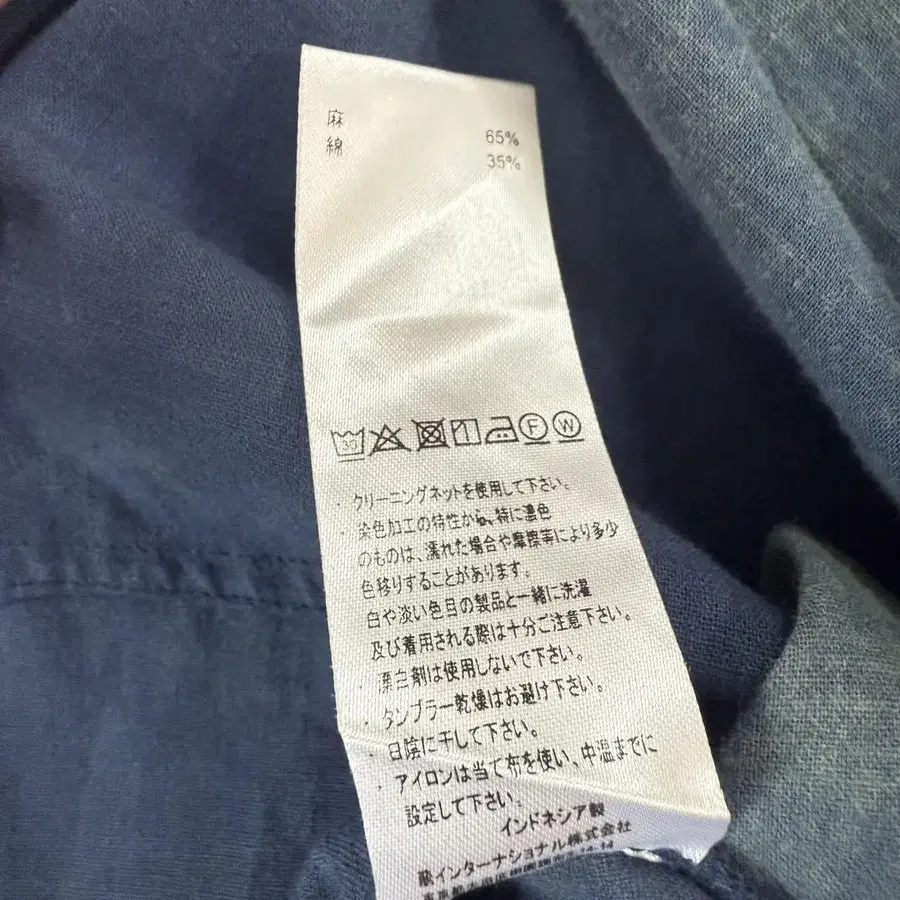 麻 65%
綿 35%
30 F W
・クリーニングネットを使用して下さい。
・染色加工の特性から、特に濃色
のものは、濡れた場合や摩擦等により多少
色移りすることがあります。
白や淡い色目の製品と一緒に洗濯
及び着用される際は十分ご注意下さい。
・漂白剤は使用しないで下さい。
・タンブラー乾燥はお避け下さい。
・日陰に干して下さい。
・アイロンは当て布を使い、中温までに
設定して下さい。
インドネシア製
インターナショナル株式会社